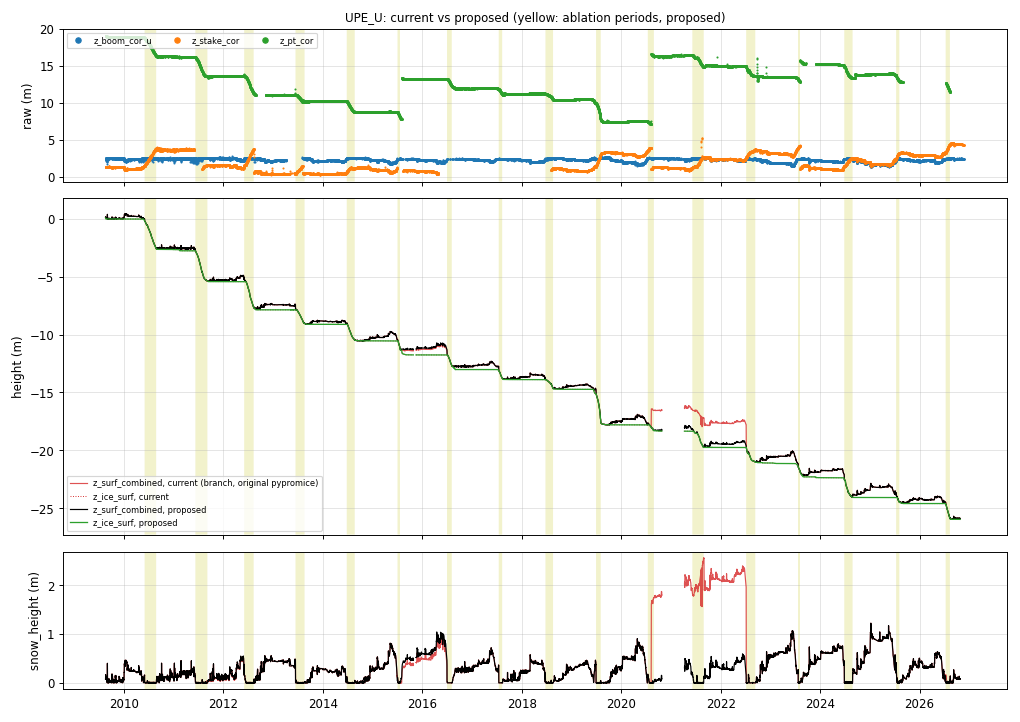 UPE_U: current vs proposed (yellow: ablation periods, proposed)
raw (m)
20
15
10
5
0
z_boom_cor_u
z_stake_cor
z_pt_cor
height (m)
0
−5
−10
−15
−20
−25
z_surf_combined, current (branch, original pypromice)
z_ice_surf, current
z_surf_combined, proposed
z_ice_surf, proposed
snow_height (m)
2
1
0
2010
2012
2014
2016
2018
2020
2022
2024
2026